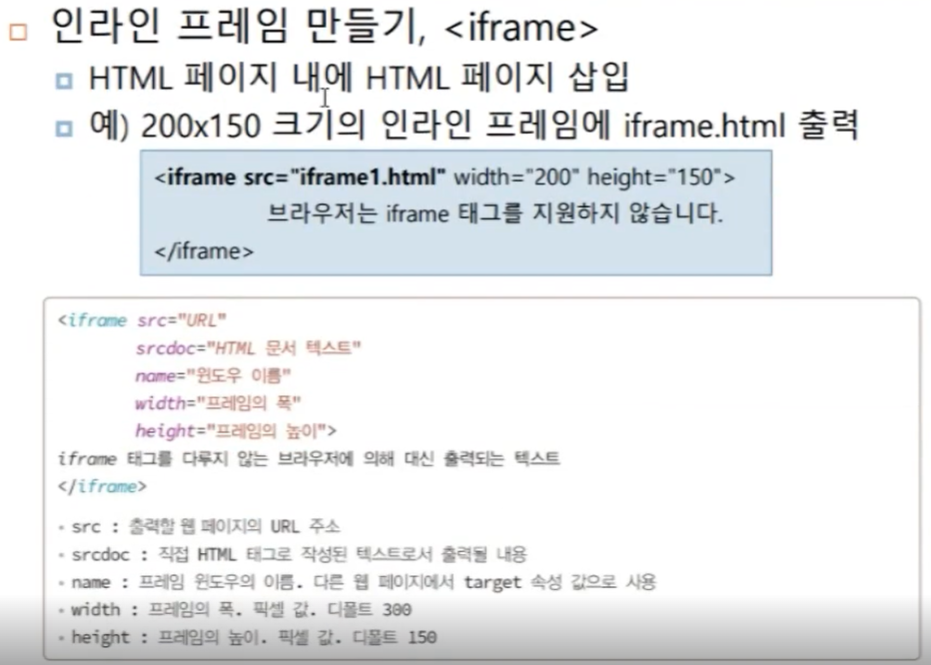 인라인 프레임 만들기, <iframe>
HTML 페이지 내에 HTML 페이지 삽입
예) 200x150 크기의 인라인 프레임에 iframe.html 출력
<iframe src="iframe1.html" width="200" height="150">
브라우저는 iframe 태그를 지원하지 않습니다.
</iframe>
<iframe src="URL"
srcdoc="HTML 문서 텍스트"
name="윈도우 이름"
width="프레임의 폭"
height="프레임의 높이">
iframe 태그를 다루지 않는 브라우저에 의해 대신 출력되는 텍스트
</iframe>
• src : 출력할 웹 페이지의 URL 주소
• srcdoc : 직접 HTML 태그로 작성된 텍스트로서 출력될 내용
• name : 프레임 윈도우의 이름. 다른 웹 페이지에서 target 속성 값으로 사용
• width : 프레임의 폭. 픽셀 값. 디폴트 300
• height : 프레임의 높이. 픽셀 값. 디폴트 150